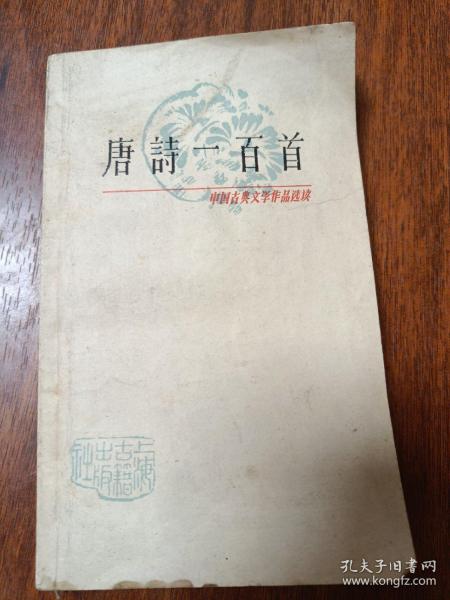 唐詩一百首
中国古典文学作品选读
上海
古籍
出版
社
孔夫子旧书网
www.kongfz.com